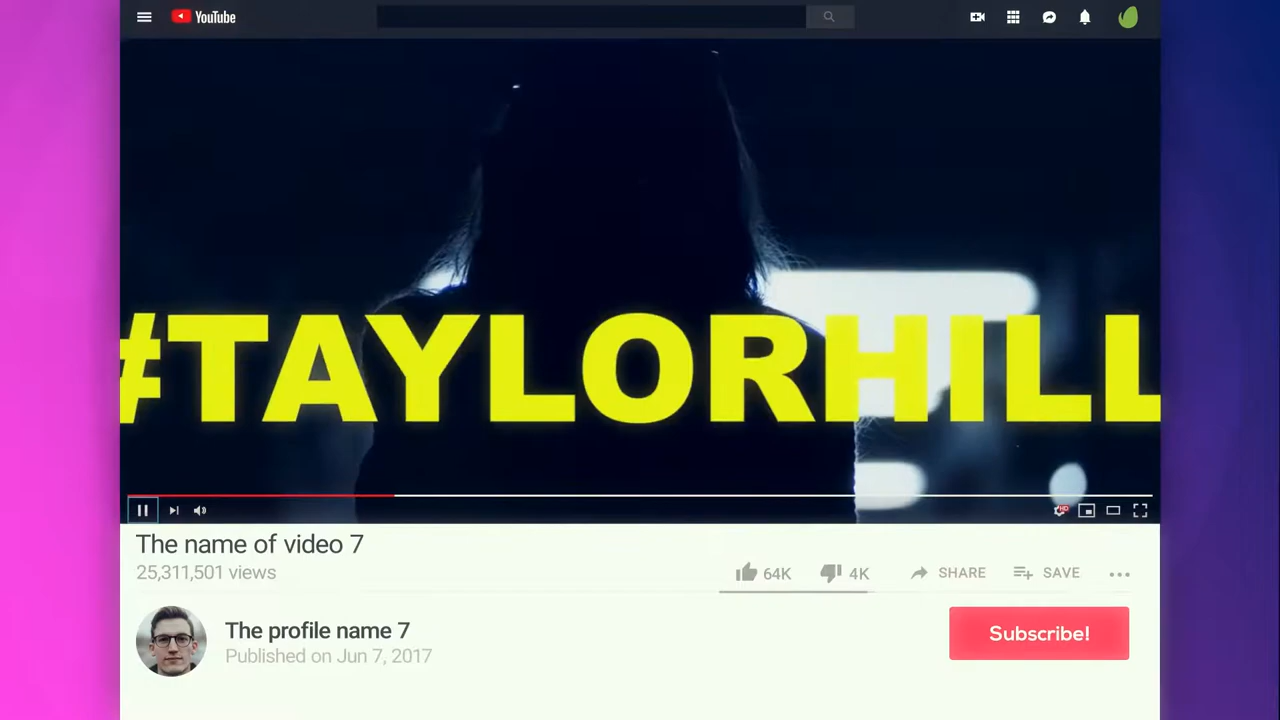 YouTube
#TAYLORHILL
HD
The name of video 7
25,311,501 views
64K
4K
SHARE
SAVE
The profile name 7
Published on Jun 7, 2017
Subscribe!